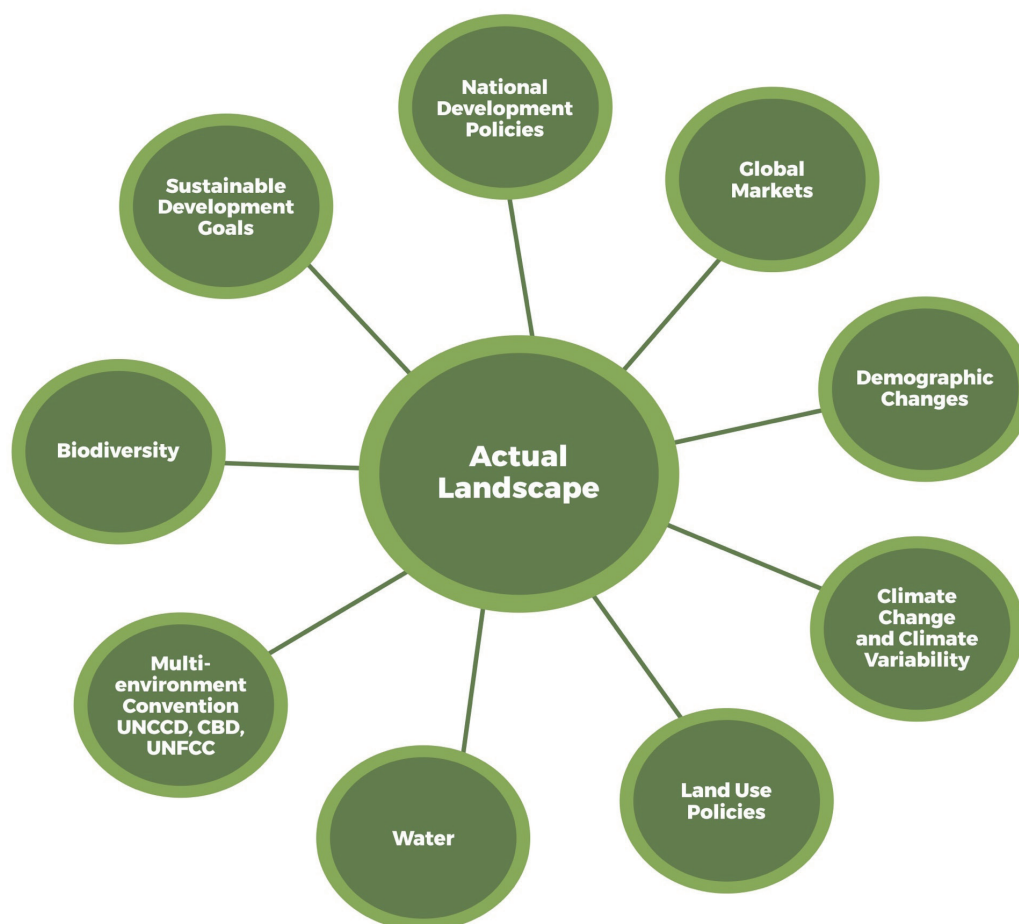 National
Development
Policies
Global
Markets
Sustainable
Development
Goals
Demographic
Changes
Biodiversity
Actual
Landscape
Climate
Change
and Climate
Variability
Multi-
environment
Convention
UNCCD, CBD,
UNFCC
Land Use
Policies
Water